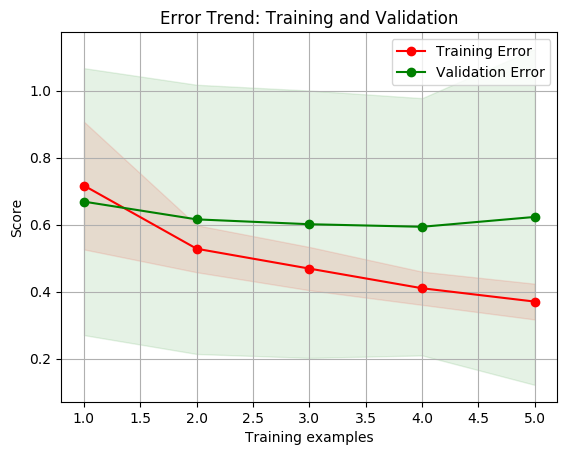 Error Trend: Training and Validation
Training Error
Validation Error
Score
1.0
0.8
0.6
0.4
0.2
1.0 1.5 2.0 2.5 3.0 3.5 4.0 4.5 5.0
Training examples